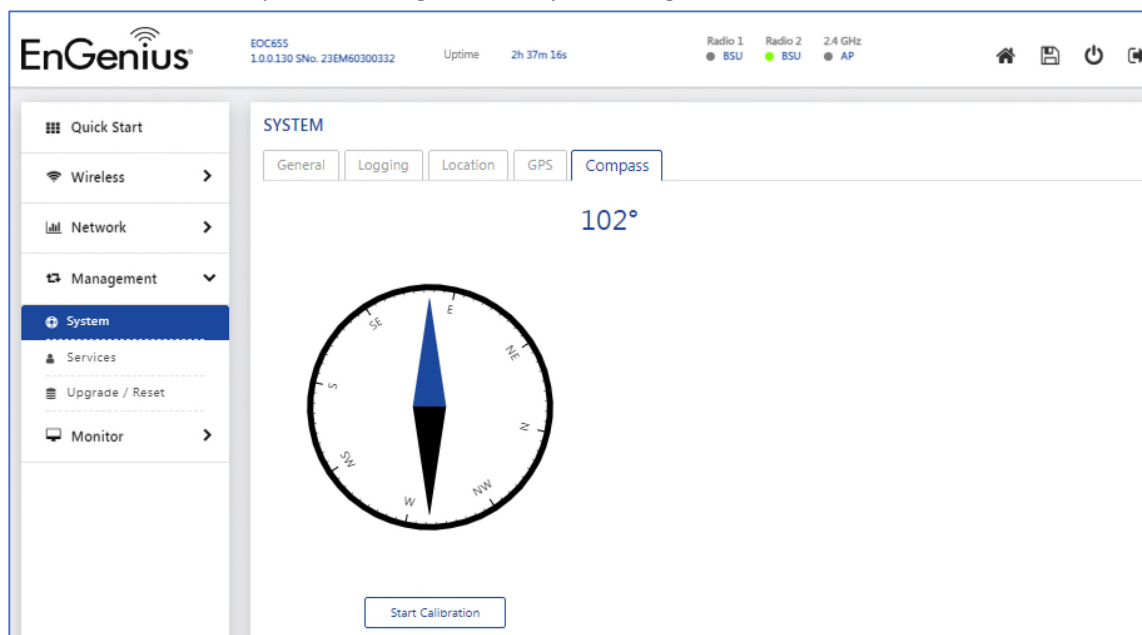 EnGenius
EOC655
1.0.0.130 SNo. 23EM60300332
Uptime 2h 37m 16s
Radio 1 Radio 2 2.4 GHz
BSU BSU AP
Quick Start
Wireless
Network
Management
System
Services
Upgrade / Reset
Monitor
SYSTEM
General Logging Location GPS Compass
102°
E
SE
NE
S
N
SW
NW
W
Start Calibration